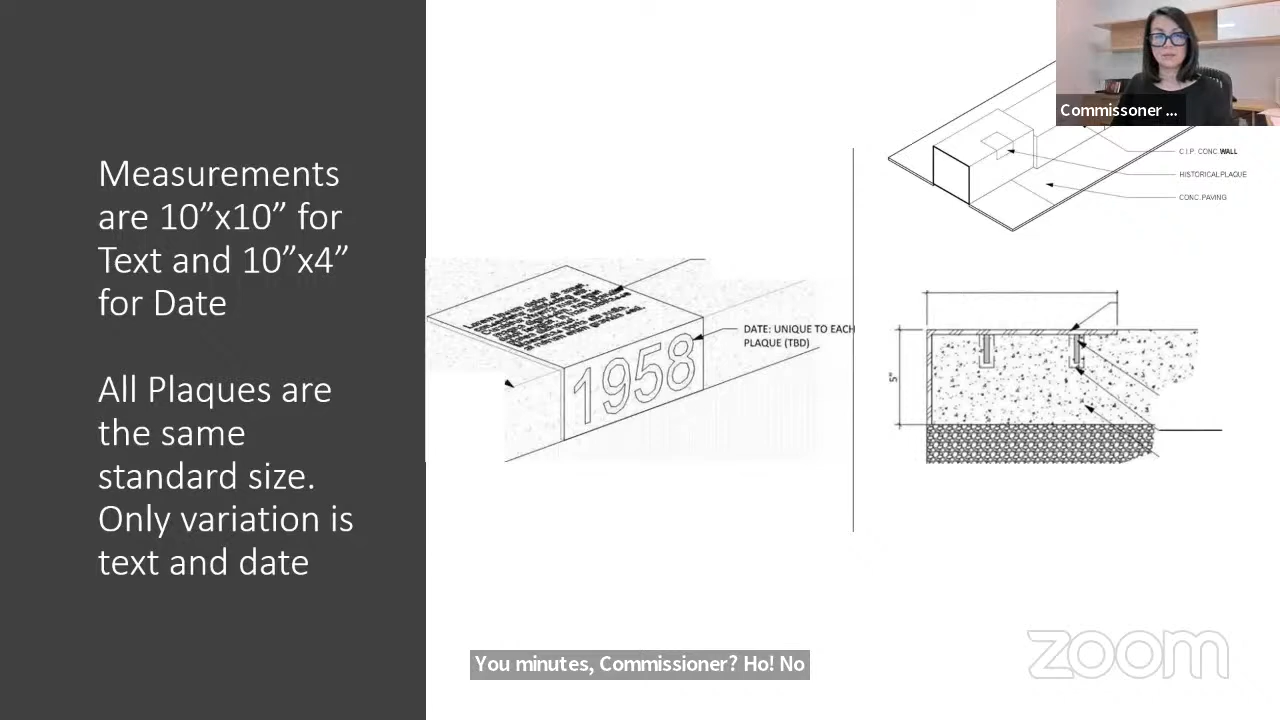 Measurements
are 10”x10” for
Text and 10”x4”
for Date
All Plaques are
the same
standard size.
Only variation is
text and date
1958
DATE: UNIQUE TO EACH
PLAQUE (TBD)
Commissoner ...
C.I.P. CONC WALL
HISTORICAL PLAQUE
CONC. PAVING
5"
You minutes, Commissioner? Ho! No
zoom